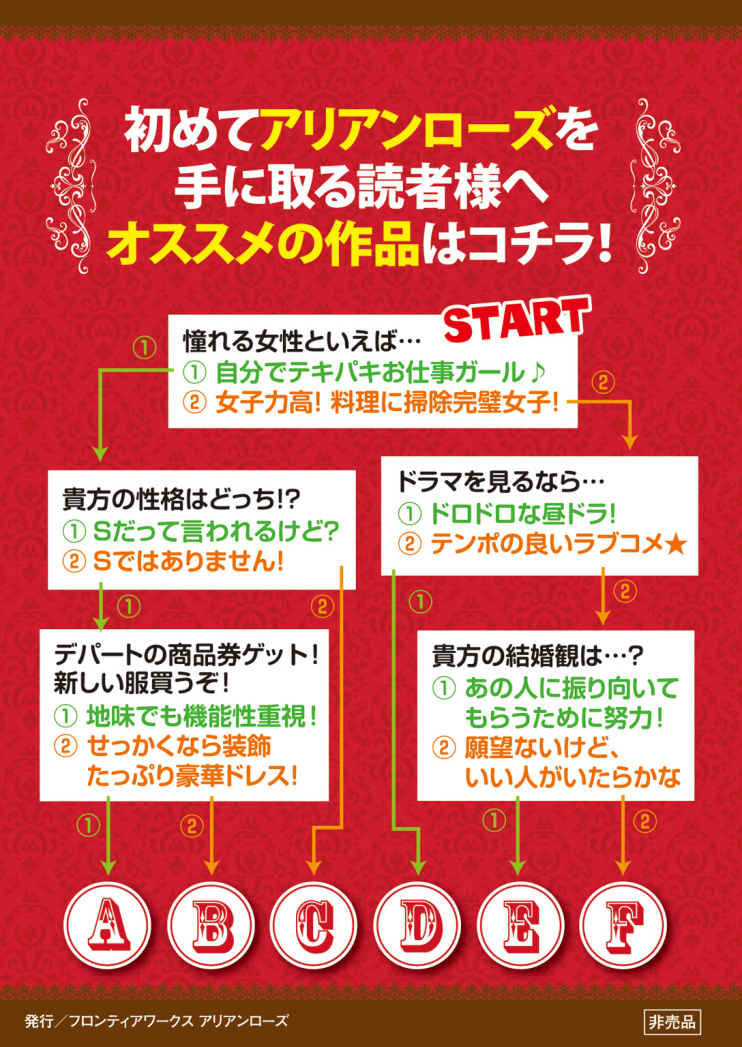 初めてアリアンローズを
手に取る読者様へ
オススメの作品はコチラ!
START
憧れる女性といえば…
① 自分でテキパキお仕事ガール♪
② 女子力高! 料理に掃除完璧女子!
①
②
貴方の性格はどっち!?
① Sだって言われるけど?
② Sではありません!
ドラマを見るなら…
① ドロドロな昼ドラ!
② テンポの良いラブコメ★
①
②
①
②
デパートの商品券ゲット!
新しい服買うぞ!
① 地味でも機能性重視!
② せっかくなら装飾
たっぷり豪華ドレス!
貴方の結婚観は…?
① あの人に振り向いて
もらうために努力!
② 願望ないけど、
いい人がいたらかな
①
②
①
②
A
B
C
D
E
F
発行／フロンティアワークス アリアンローズ
非売品